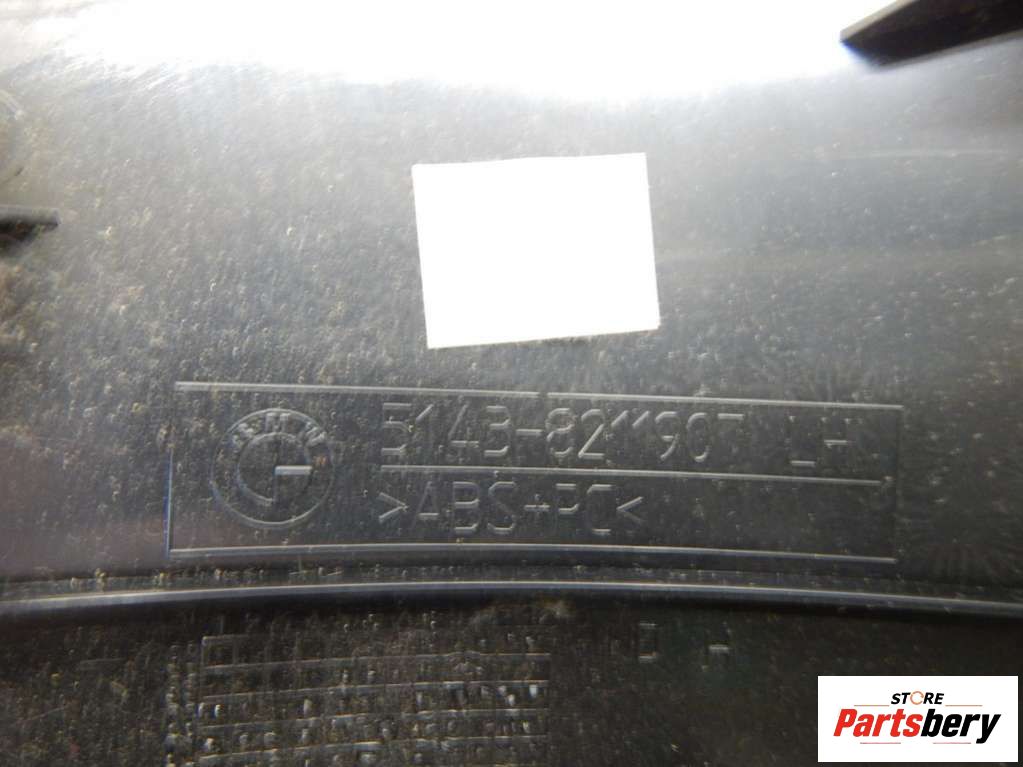 BMW
5143-8211907 LH
>ABS+PC<
STORE
Partsbery